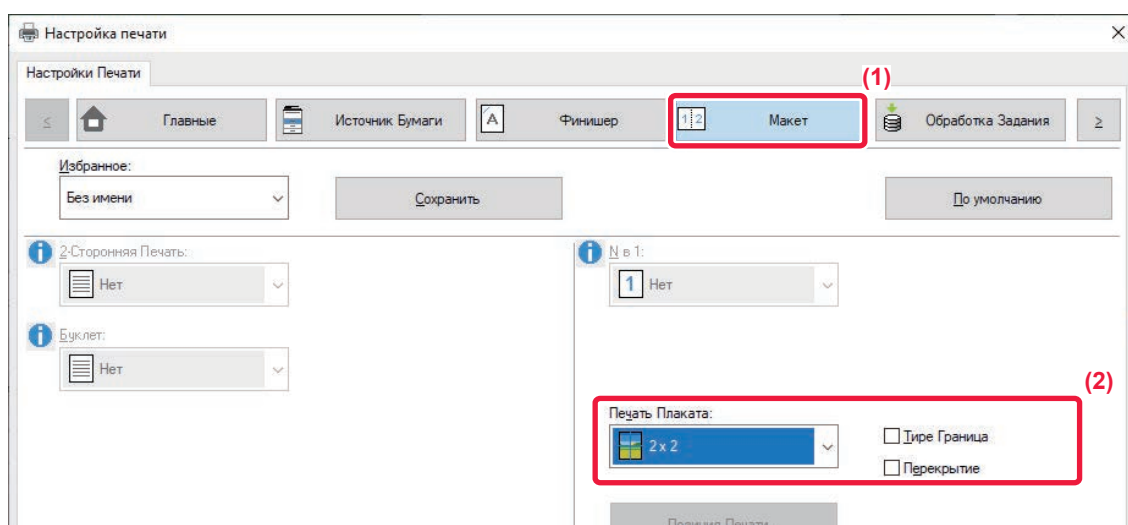 Настройка печати
Настройки Печати
(1)
≤ Главные Источник Бумаги A Финишер 1 2 Макет Обработка Задания ≥
Избранное:
Без имени Сохранить По умолчанию
2-Сторонняя Печать: N в 1:
Нет 1 Нет
Буклет:
Нет
(2)
Печать Плаката:
2 x 2 Тире Граница
Перекрытие